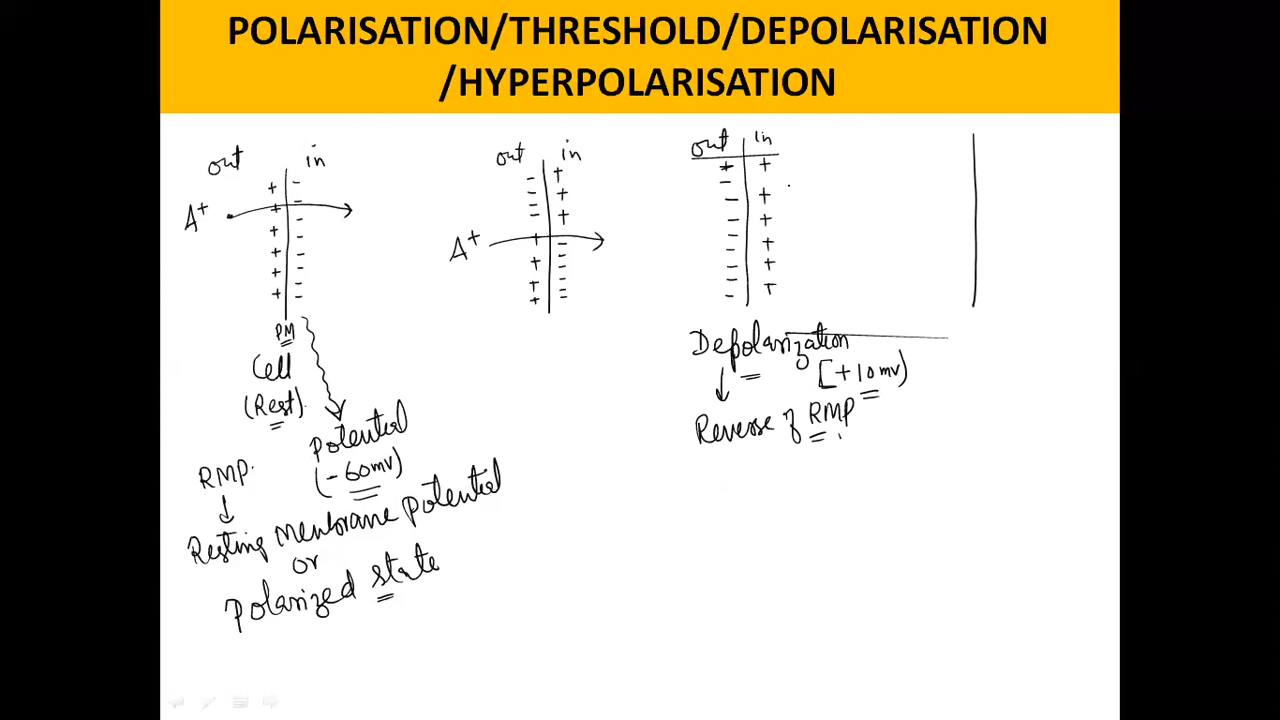 POLARISATION/THRESHOLD/DEPOLARISATION
/HYPERPOLARISATION
out in
+ -
A+ + -
+ -
+ -
+ -
+ -
PM
Cell
(Rest)
Potential
(-60mv)
RMP
↓
Resting Membrane Potential
or
Polarized state
out in
- +
- +
- +
A+ + -
+ -
+ -
+ -
out in
+ +
-
- +
- +
- +
- +
- +
Depolarization
[+10mv)
↓
Reverse of RMP